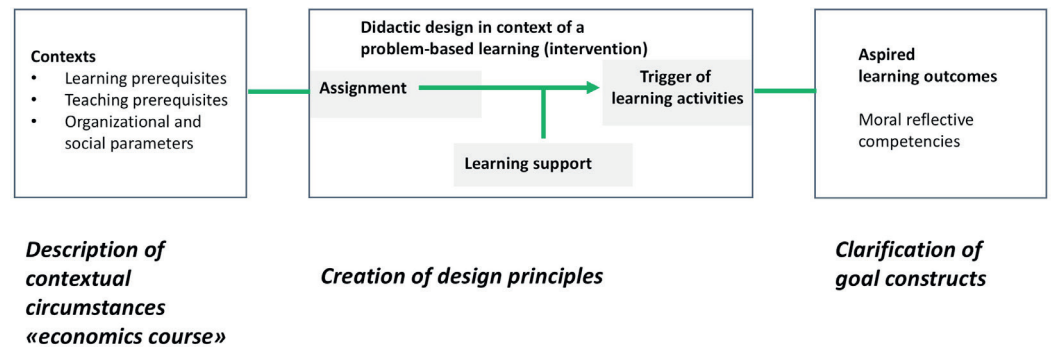 Contexts
• Learning prerequisites
• Teaching prerequisites
• Organizational and
social parameters
Didactic design in context of a
problem-based learning (intervention)
Assignment
Trigger of
learning activities
Learning support
Aspired
learning outcomes
Moral reflective
competencies
Description of
contextual
circumstances
«economics course»
Creation of design principles
Clarification of
goal constructs